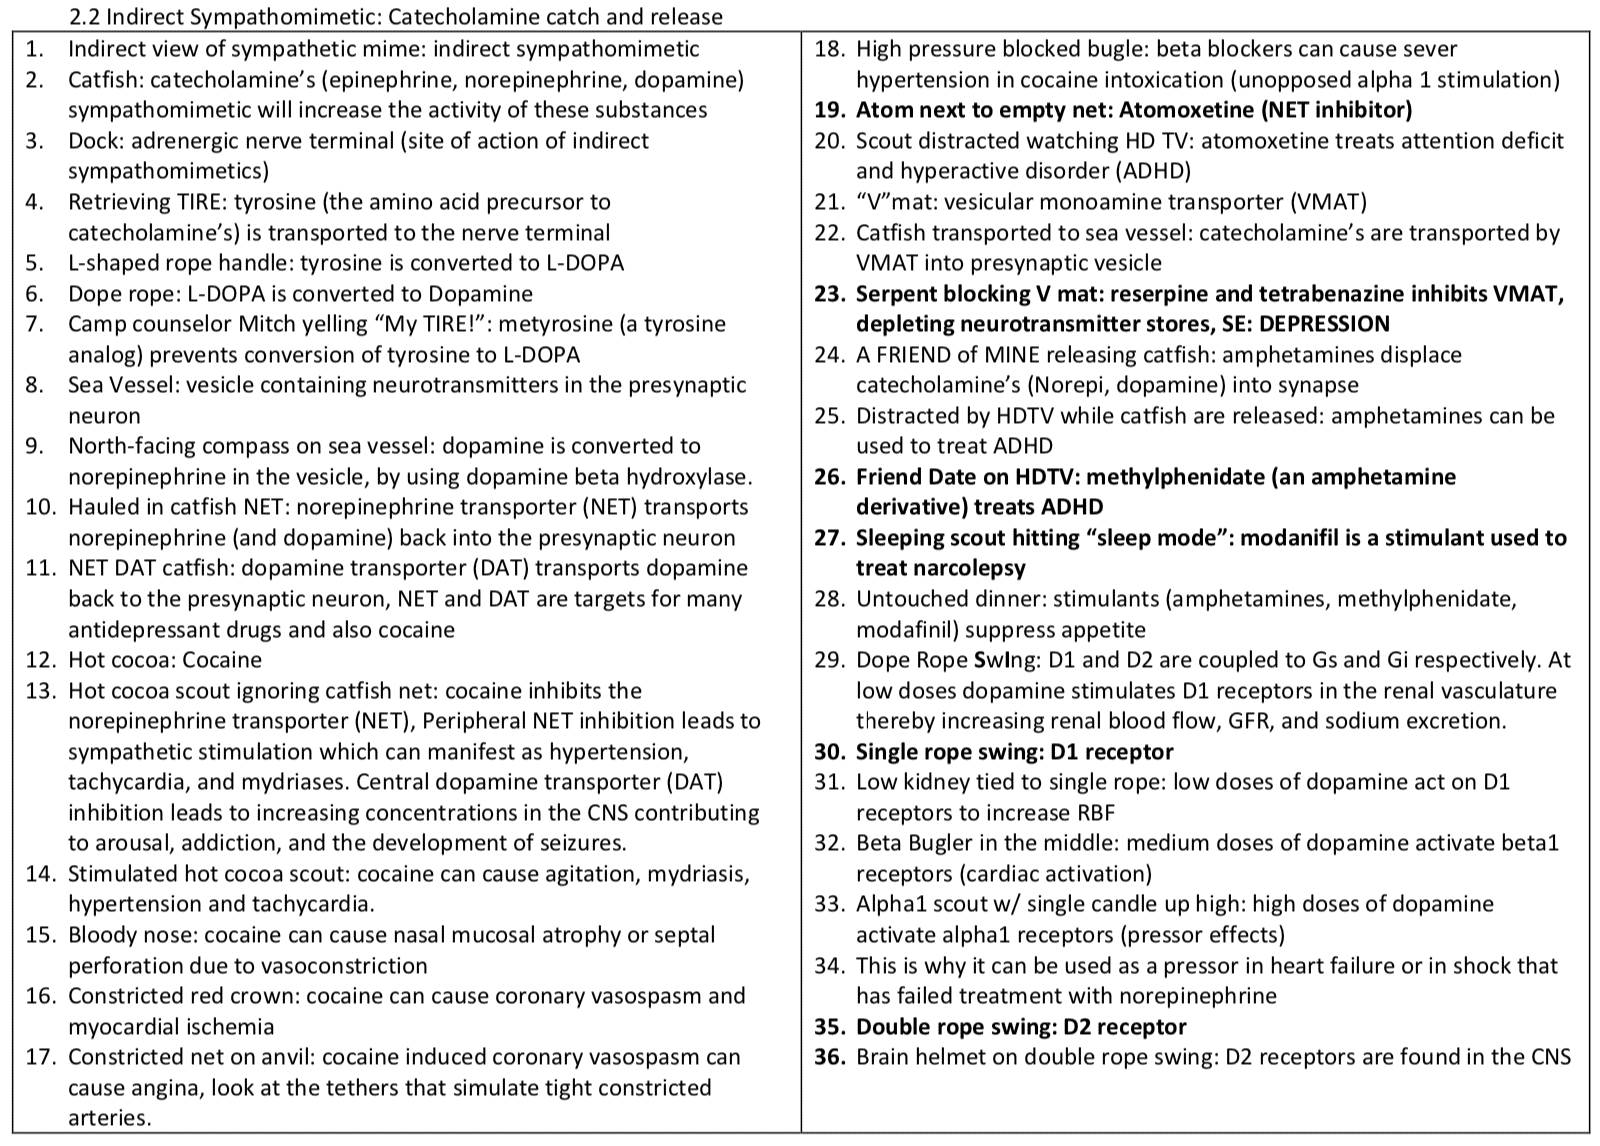 2.2 Indirect Sympathomimetic: Catecholamine catch and release
1. Indirect view of sympathetic mime: indirect sympathomimetic
2. Catfish: catecholamine's (epinephrine, norepinephrine, dopamine)
sympathomimetic will increase the activity of these substances
3. Dock: adrenergic nerve terminal (site of action of indirect
sympathomimetics)
4. Retrieving TIRE: tyrosine (the amino acid precursor to
catecholamine's) is transported to the nerve terminal
5. L-shaped rope handle: tyrosine is converted to L-DOPA
6. Dope rope: L-DOPA is converted to Dopamine
7. Camp counselor Mitch yelling "My TIRE!": metyrosine (a tyrosine
analog) prevents conversion of tyrosine to L-DOPA
8. Sea Vessel: vesicle containing neurotransmitters in the presynaptic
neuron
9. North-facing compass on sea vessel: dopamine is converted to
norepinephrine in the vesicle, by using dopamine beta hydroxylase.
10. Hauled in catfish NET: norepinephrine transporter (NET) transports
norepinephrine (and dopamine) back into the presynaptic neuron
11. NET DAT catfish: dopamine transporter (DAT) transports dopamine
back to the presynaptic neuron, NET and DAT are targets for many
antidepressant drugs and also cocaine
12. Hot cocoa: Cocaine
13. Hot cocoa scout ignoring catfish net: cocaine inhibits the
norepinephrine transporter (NET), Peripheral NET inhibition leads to
sympathetic stimulation which can manifest as hypertension,
tachycardia, and mydriases. Central dopamine transporter (DAT)
inhibition leads to increasing concentrations in the CNS contributing
to arousal, addiction, and the development of seizures.
14. Stimulated hot cocoa scout: cocaine can cause agitation, mydriasis,
hypertension and tachycardia.
15. Bloody nose: cocaine can cause nasal mucosal atrophy or septal
perforation due to vasoconstriction
16. Constricted red crown: cocaine can cause coronary vasospasm and
myocardial ischemia
17. Constricted net on anvil: cocaine induced coronary vasospasm can
cause angina, look at the tethers that simulate tight constricted
arteries.
18. High pressure blocked bugle: beta blockers can cause sever
hypertension in cocaine intoxication (unopposed alpha 1 stimulation)
19. Atom next to empty net: Atomoxetine (NET inhibitor)
20. Scout distracted watching HD TV: atomoxetine treats attention deficit
and hyperactive disorder (ADHD)
21. "V"mat: vesicular monoamine transporter (VMAT)
22. Catfish transported to sea vessel: catecholamine's are transported by
VMAT into presynaptic vesicle
23. Serpent blocking V mat: reserpine and tetrabenazine inhibits VMAT,
depleting neurotransmitter stores, SE: DEPRESSION
24. A FRIEND of MINE releasing catfish: amphetamines displace
catecholamine's (Norepi, dopamine) into synapse
25. Distracted by HDTV while catfish are released: amphetamines can be
used to treat ADHD
26. Friend Date on HDTV: methylphenidate (an amphetamine
derivative) treats ADHD
27. Sleeping scout hitting "sleep mode": modanifil is a stimulant used to
treat narcolepsy
28. Untouched dinner: stimulants (amphetamines, methylphenidate,
modafinil) suppress appetite
29. Dope Rope SwIng: D1 and D2 are coupled to Gs and Gi respectively. At
low doses dopamine stimulates D1 receptors in the renal vasculature
thereby increasing renal blood flow, GFR, and sodium excretion.
30. Single rope swing: D1 receptor
31. Low kidney tied to single rope: low doses of dopamine act on D1
receptors to increase RBF
32. Beta Bugler in the middle: medium doses of dopamine activate beta1
receptors (cardiac activation)
33. Alpha1 scout w/ single candle up high: high doses of dopamine
activate alpha1 receptors (pressor effects)
34. This is why it can be used as a pressor in heart failure or in shock that
has failed treatment with norepinephrine
35. Double rope swing: D2 receptor
36. Brain helmet on double rope swing: D2 receptors are found in the CNS